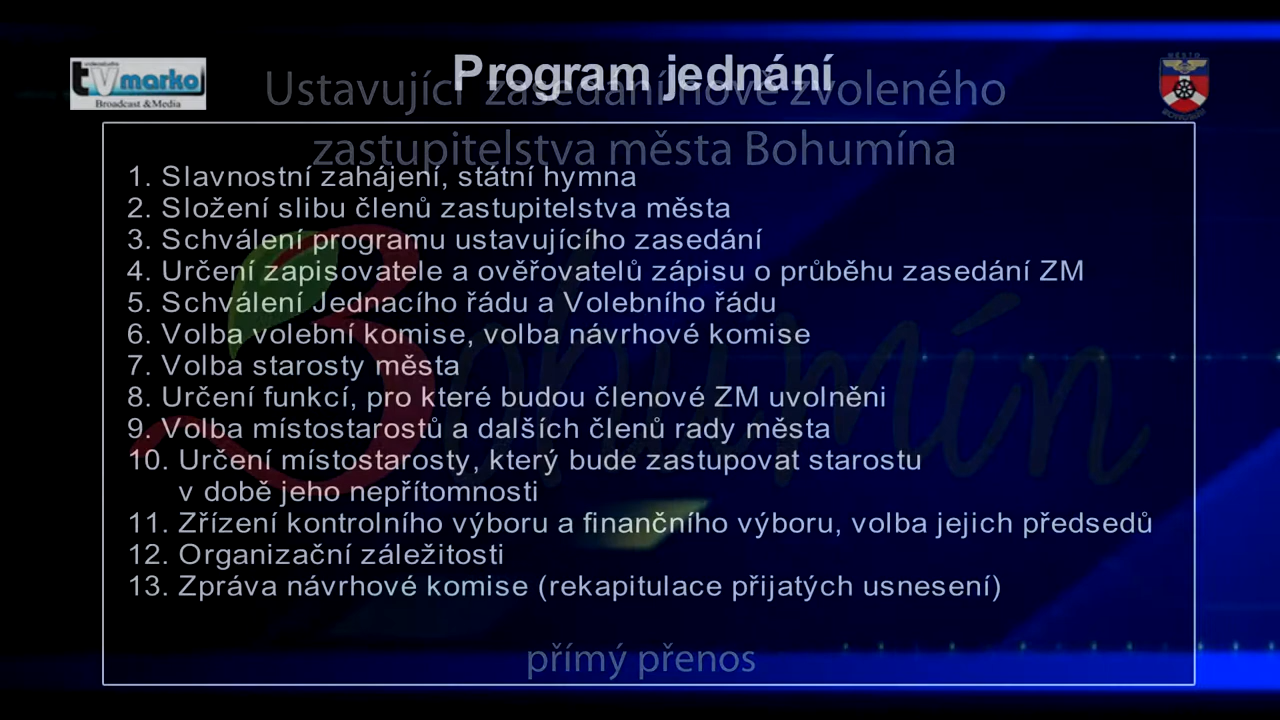 videostudio
tvmarko
Broadcast & Media
Program jednání
MĚSTO
BOHUMÍN
Ustavující zasedání nově zvoleného
zastupitelstva města Bohumína
1. Slavnostní zahájení, státní hymna
2. Složení slibu členů zastupitelstva města
3. Schválení programu ustavujícího zasedání
4. Určení zapisovatele a ověřovatelů zápisu o průběhu zasedání ZM
5. Schválení Jednacího řádu a Volebního řádu
6. Volba volební komise, volba návrhové komise
7. Volba starosty města
8. Určení funkcí, pro které budou členové ZM uvolněni
9. Volba místostarostů a dalších členů rady města
10. Určení místostarosty, který bude zastupovat starostu
v době jeho nepřítomnosti
11. Zřízení kontrolního výboru a finančního výboru, volba jejich předsedů
12. Organizační záležitosti
13. Zpráva návrhové komise (rekapitulace přijatých usnesení)
Bohumín
přímý přenos